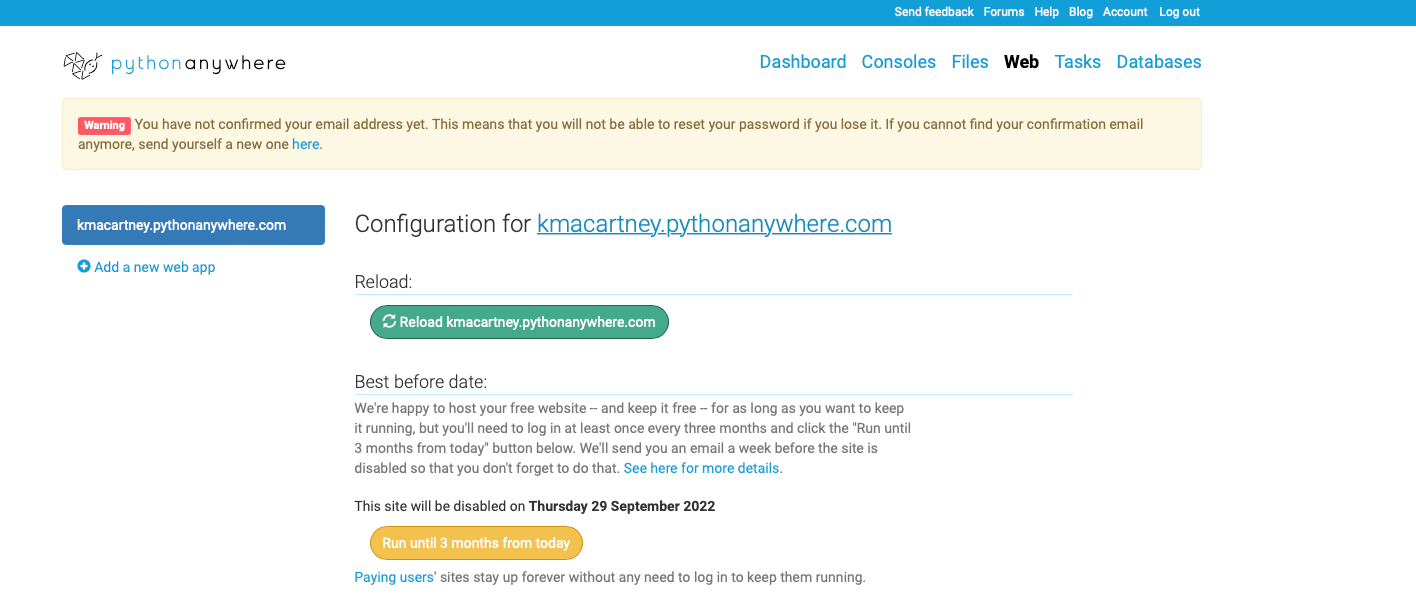 Send feedback Forums Help Blog Account Log out
pythonanywhere
Dashboard Consoles Files Web Tasks Databases
Warning You have not confirmed your email address yet. This means that you will not be able to reset your password if you lose it. If you cannot find your confirmation email
anymore, send yourself a new one here.
kmacartney.pythonanywhere.com
Add a new web app
Configuration for kmacartney.pythonanywhere.com
Reload:
Reload kmacartney.pythonanywhere.com
Best before date:
We're happy to host your free website -- and keep it free -- for as long as you want to keep
it running, but you'll need to log in at least once every three months and click the "Run until
3 months from today" button below. We'll send you an email a week before the site is
disabled so that you don't forget to do that. See here for more details.
This site will be disabled on Thursday 29 September 2022
Run until 3 months from today
Paying users' sites stay up forever without any need to log in to keep them running.